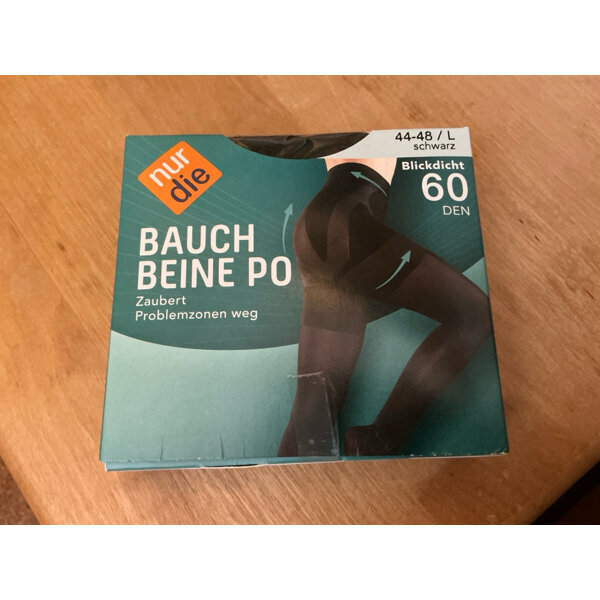 nur
die
44-48 / L
schwarz
Blickdicht
60
DEN
BAUCH
BEINE PO
Zaubert
Problemzonen weg